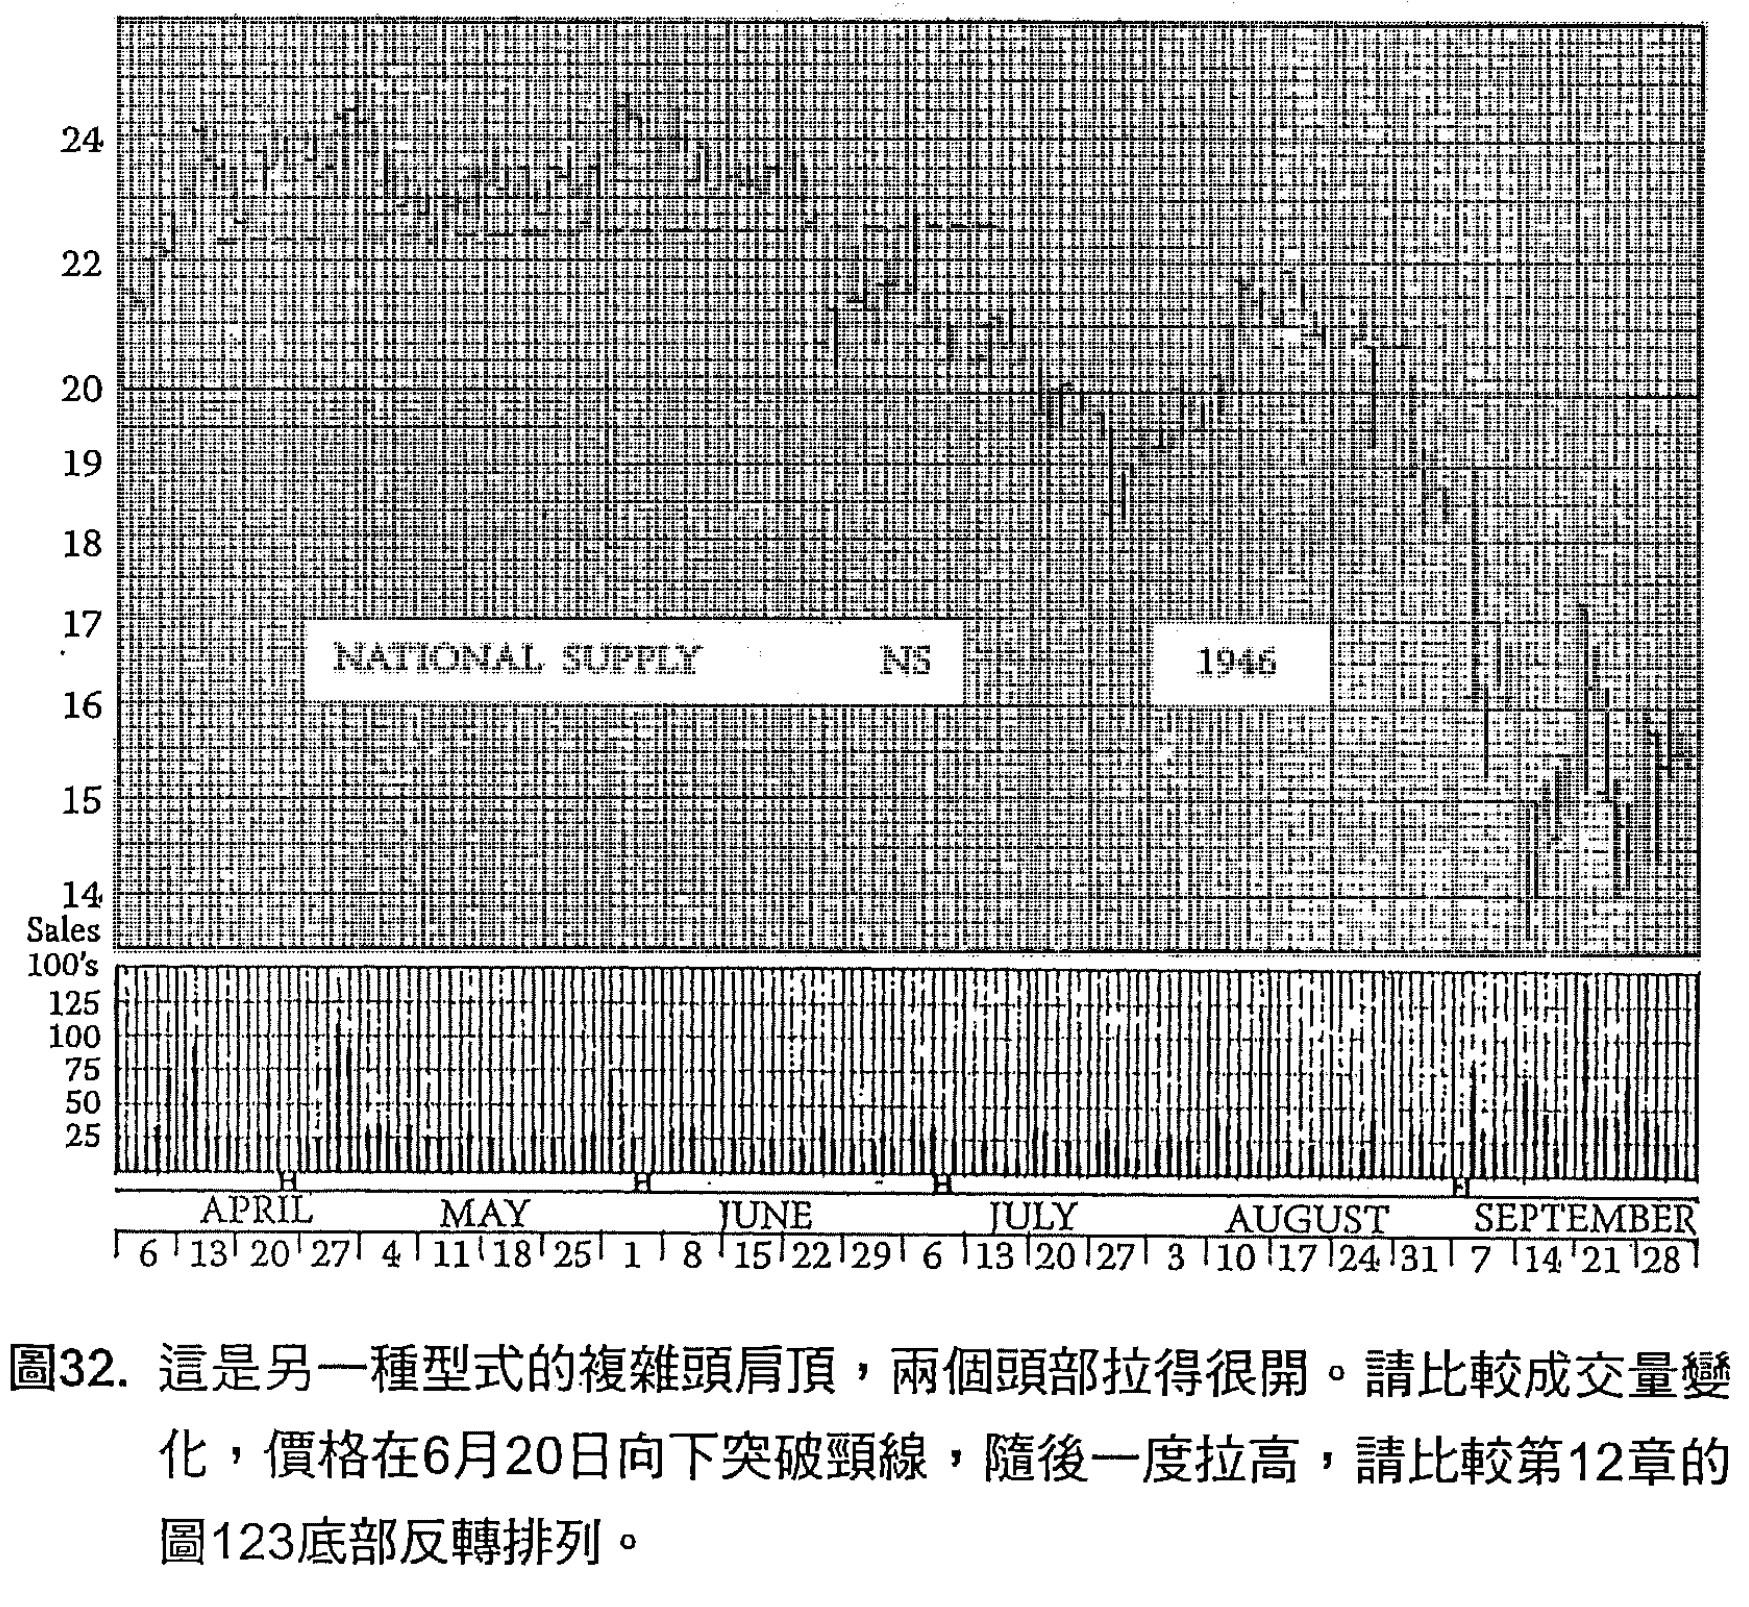 24
22
20
19
18
17
NATIONAL SUPPLY NS 1946
16
15
14
Sales
100's
125
100
75
50
25
H H H H
APRIL MAY JUNE JULY AUGUST SEPTEMBER
6 13 20 27 4 11 18 25 1 8 15 22 29 6 13 20 27 3 10 17 24 31 7 14 21 28
圖32. 這是另一種型式的複雜頭肩頂，兩個頭部拉得很開。請比較成交量變
化，價格在6月20日向下突破頸線，隨後一度拉高，請比較第12章的
圖123底部反轉排列。